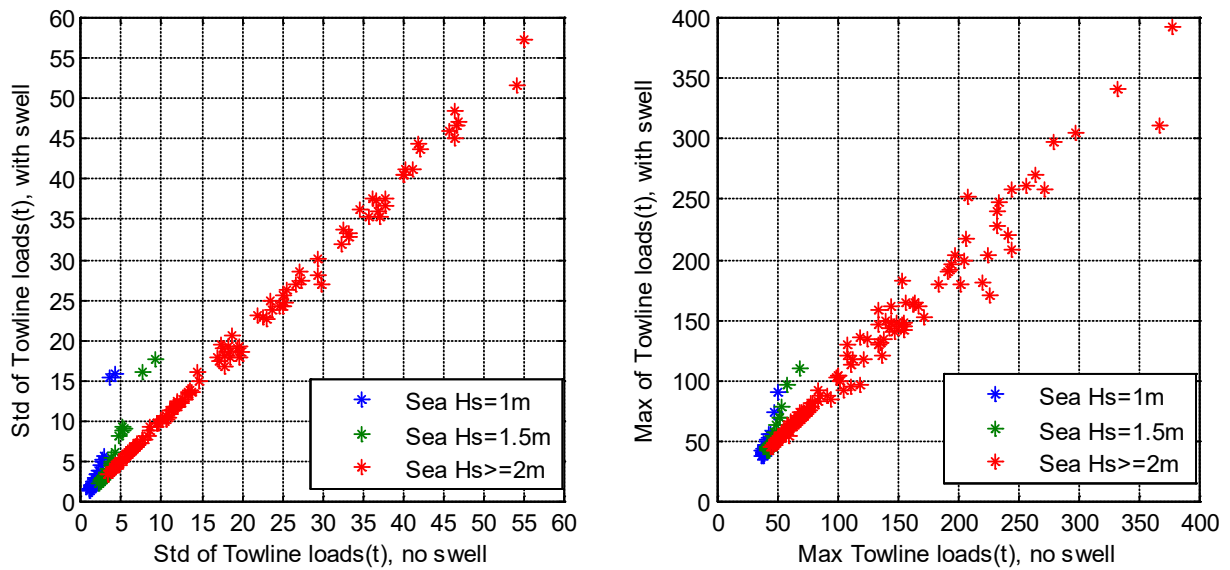 Std of Towline loads(t), with swell
60
55
50
45
40
35
30
25
20
15
10
5
0
0 5 10 15 20 25 30 35 40 45 50 55 60
Std of Towline loads(t), no swell
Sea Hs=1m
Sea Hs=1.5m
Sea Hs>=2m
Max of Towline loads(t), with swell
400
350
300
250
200
150
100
50
0
0 50 100 150 200 250 300 350 400
Max Towline loads(t), no swell
Sea Hs=1m
Sea Hs=1.5m
Sea Hs>=2m